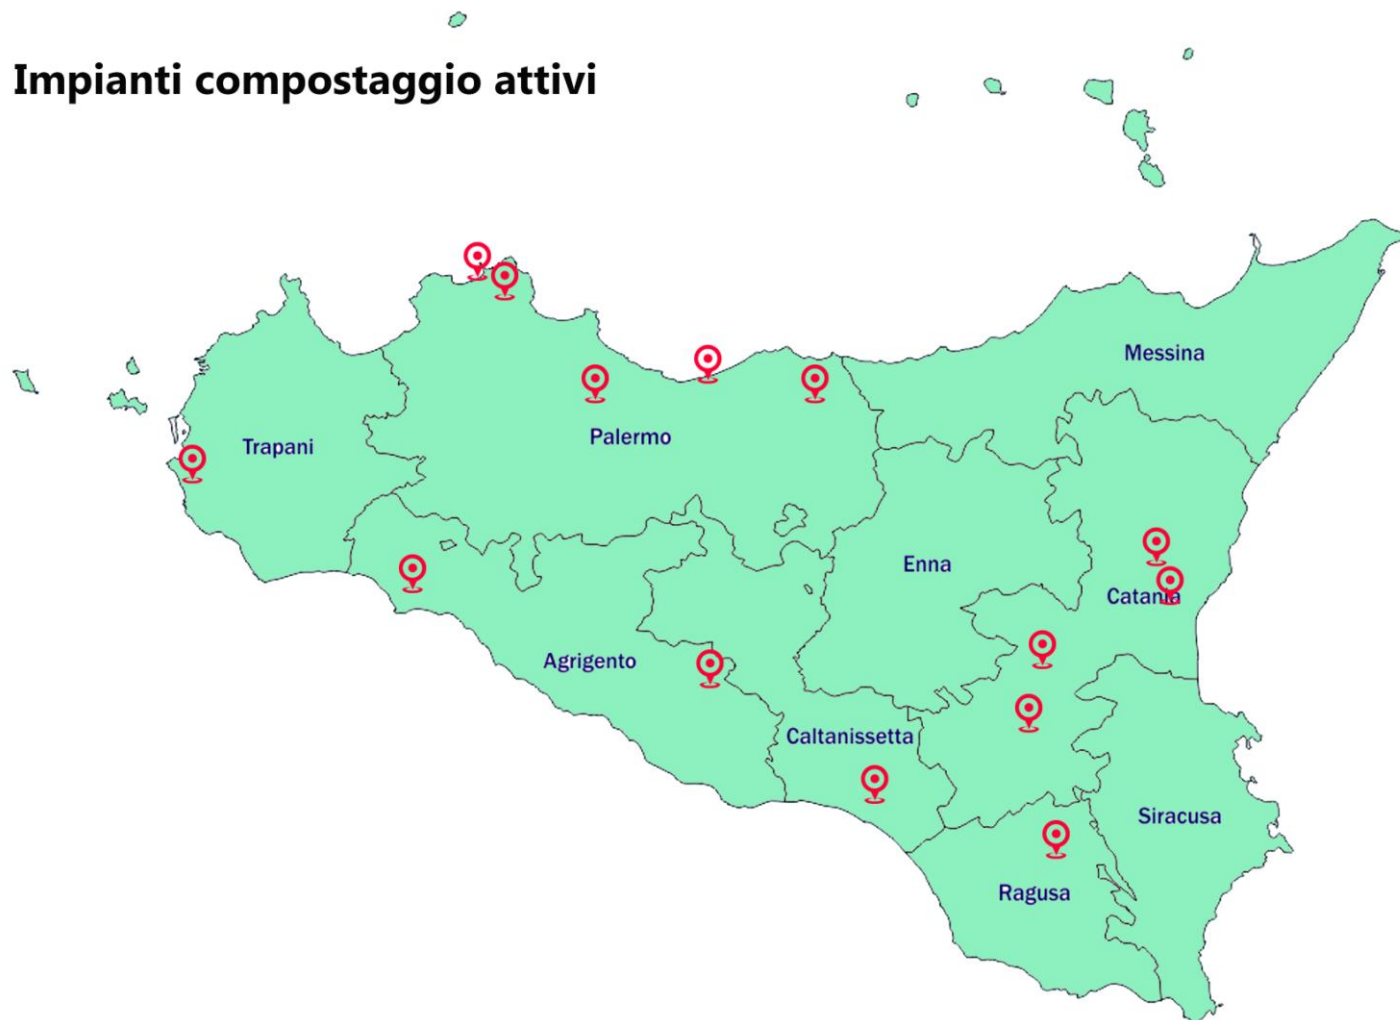 Impianti compostaggio attivi
Messina
Trapani
Palermo
Enna
Catania
Agrigento
Caltanissetta
Siracusa
Ragusa